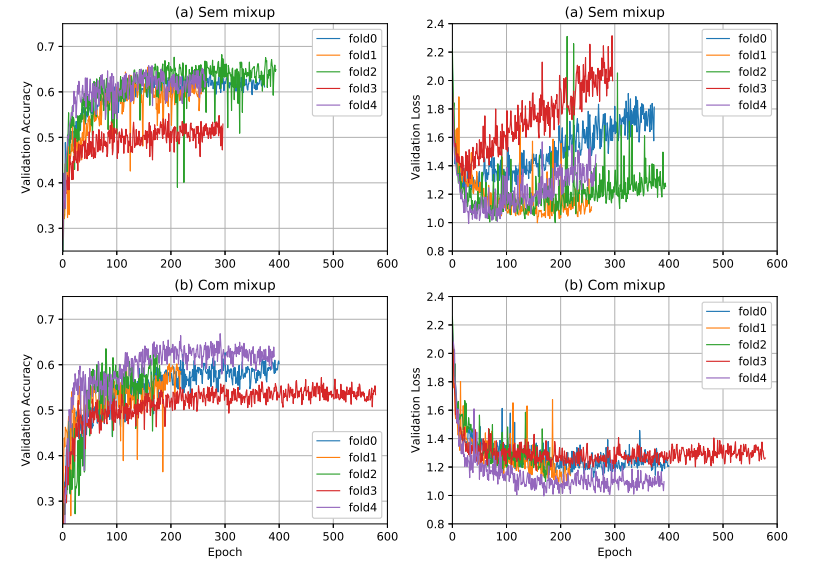 (a) Sem mixup
Validation Accuracy
0.7
0.6
0.5
0.4
0.3
0 100 200 300 400 500 600
fold0
fold1
fold2
fold3
fold4
(a) Sem mixup
Validation Loss
2.4
2.2
2.0
1.8
1.6
1.4
1.2
1.0
0.8
0 100 200 300 400 500 600
fold0
fold1
fold2
fold3
fold4
(b) Com mixup
Validation Accuracy
0.7
0.6
0.5
0.4
0.3
0 100 200 300 400 500 600
Epoch
fold0
fold1
fold2
fold3
fold4
(b) Com mixup
Validation Loss
2.4
2.2
2.0
1.8
1.6
1.4
1.2
1.0
0.8
0 100 200 300 400 500 600
Epoch
fold0
fold1
fold2
fold3
fold4